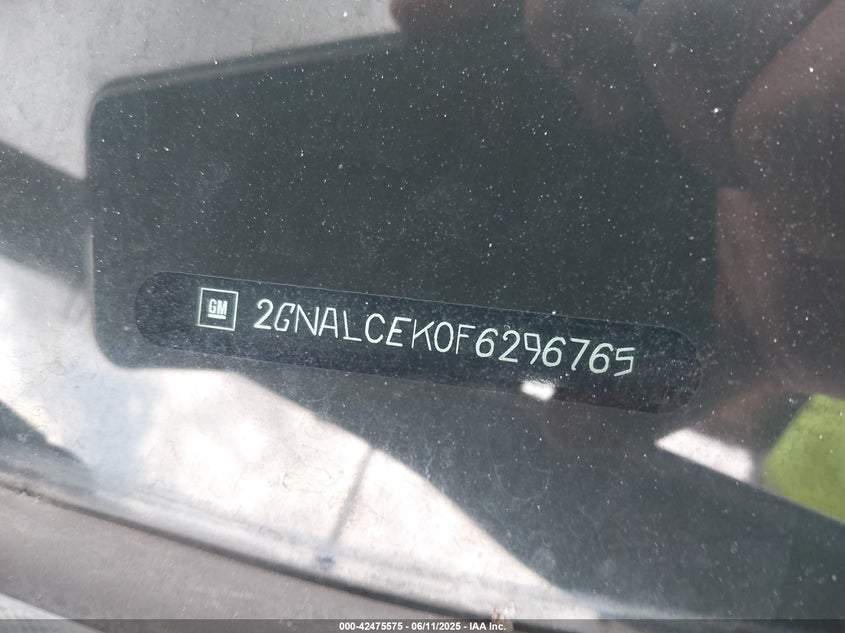 GM 2GNALCEK0F6296765
000-42475575 - 06/11/2025 - IAA Inc.